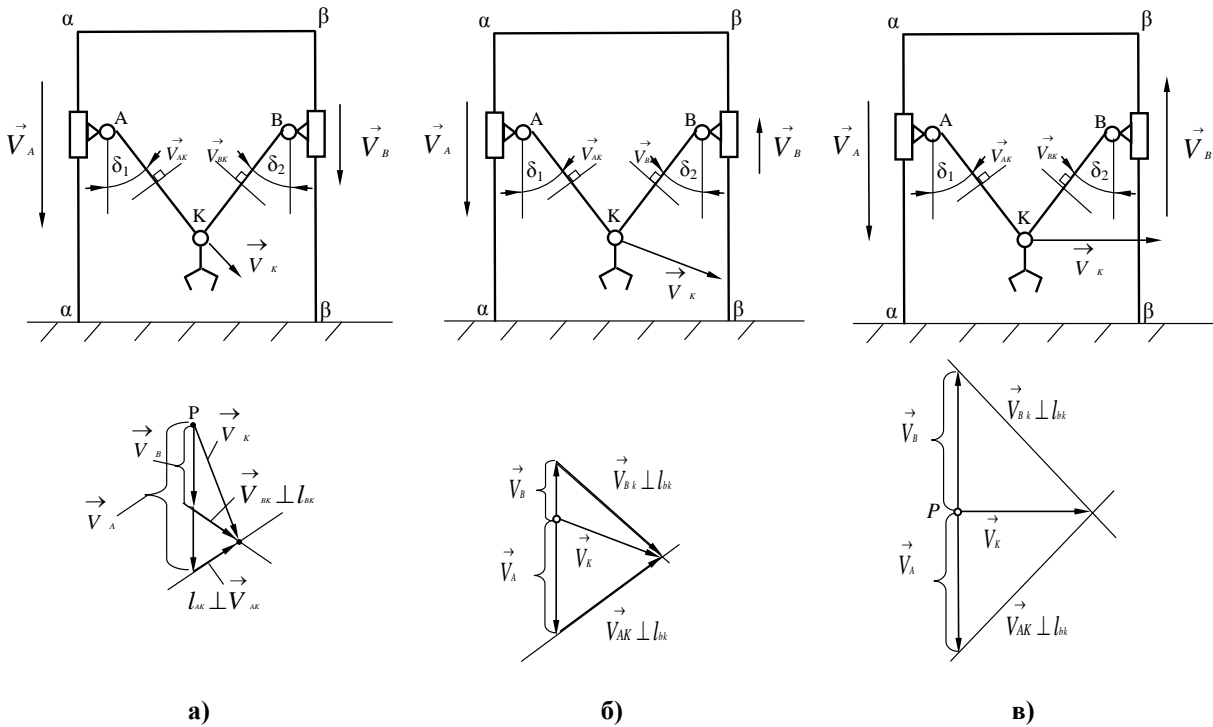 α β
A B
V_A V_B
V_AK V_BK
δ₁ δ₂
K
V_K
α β
α β
A B
V_A V_B
V_AK V_BK
δ₁ δ₂
K
V_K
α β
α β
A B
V_A V_B
V_AK V_BK
δ₁ δ₂
K
V_K
α β
P
V_B V_K
V_A V_BK ⊥ l_BK
l_AK ⊥ V_AK
V_B V_Bk ⊥ l_bk
V_A V_K
V_AK ⊥ l_bk
V_B V_Bk ⊥ l_bk
P V_K
V_A
V_AK ⊥ l_bk
а) б) в)